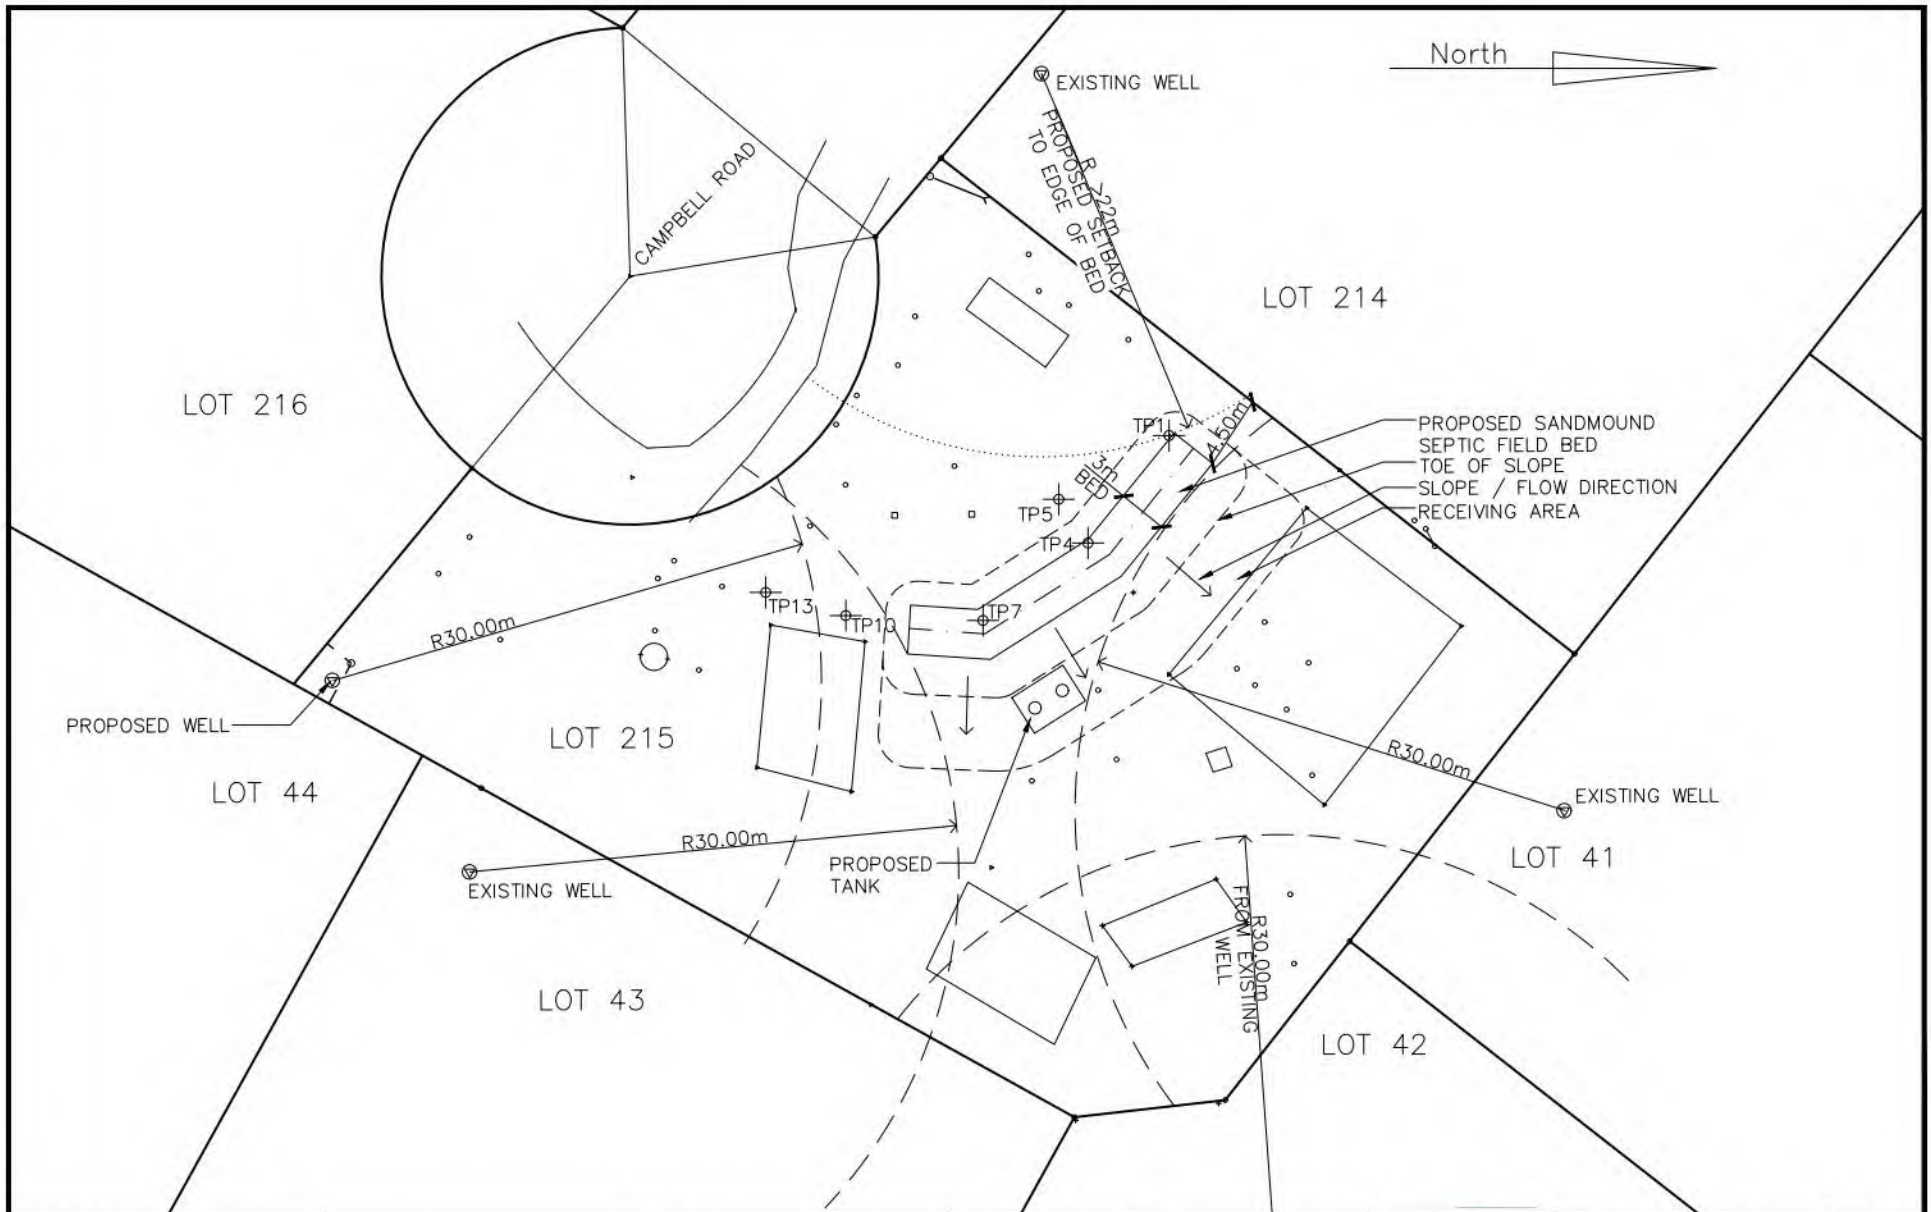 North
EXISTING WELL
R >22m
PROPOSED SETBACK
TO EDGE OF BED
CAMPBELL ROAD
LOT 214
LOT 216
TP1
4.50m
3m
BED
PROPOSED SANDMOUND
SEPTIC FIELD BED
TOE OF SLOPE
SLOPE / FLOW DIRECTION
RECEIVING AREA
TP5
TP4
TP13
TP10
TP7
R30.00m
PROPOSED WELL
LOT 215
LOT 44
R30.00m
EXISTING WELL
R30.00m
EXISTING WELL
PROPOSED
TANK
LOT 41
R30.00m
FROM EXISTING
WELL
LOT 43
LOT 42